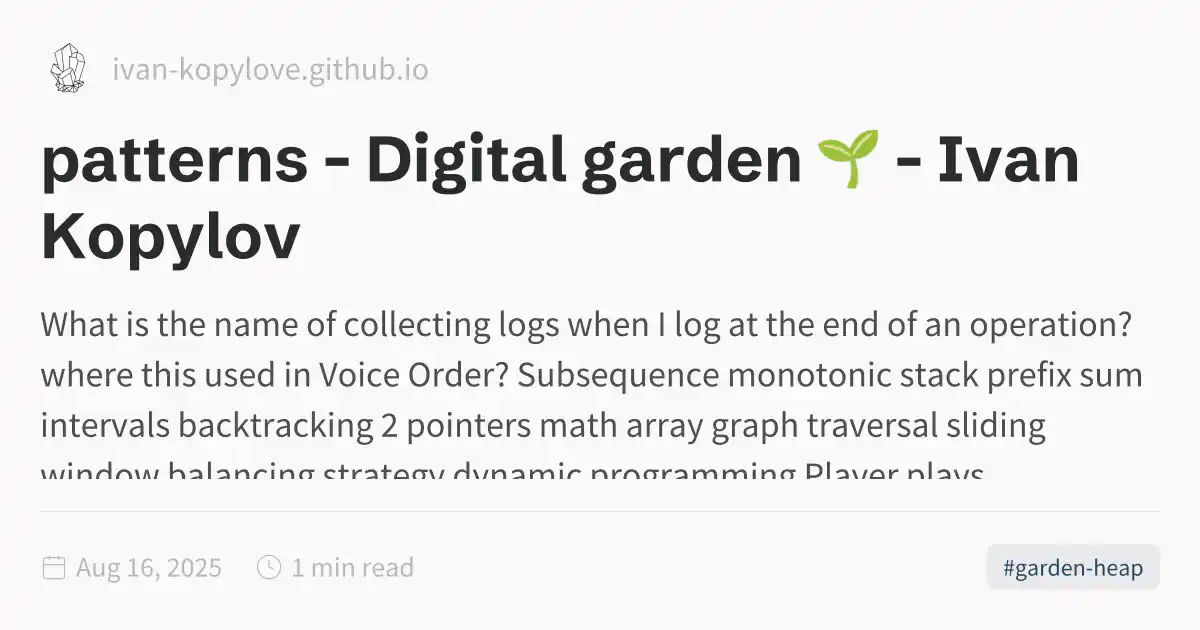 ivan-kopylove.github.io
patterns - Digital garden 🌱 - Ivan
Kopylov
What is the name of collecting logs when I log at the end of an operation?
where this used in Voice Order? Subsequence monotonic stack prefix sum
intervals backtracking 2 pointers math array graph traversal sliding
window balancing strategy dynamic programming Player plays
Aug 16, 2025
1 min read
#garden-heap